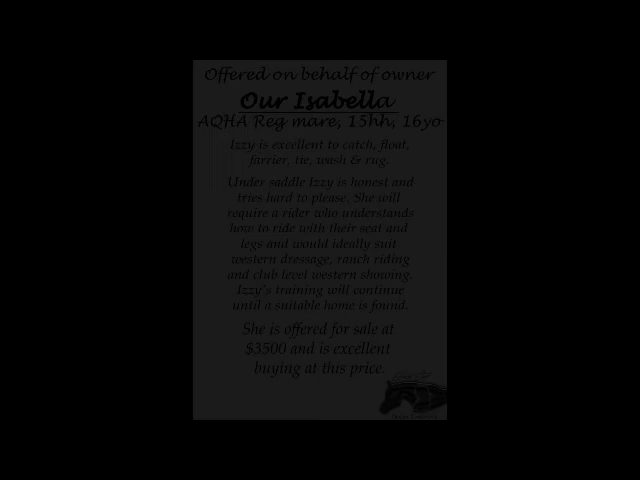 Offered on behalf of owner
Our Isabella
AQHA Reg mare, 15hh, 16yo
Izzy is excellent to catch, float,
farrier, tie, wash & rug.
Under saddle Izzy is honest and
tries hard to please. She will
require a rider who understands
how to ride with their seat and
legs and would ideally suit
western dressage, ranch riding
and club level western showing.
Izzy's training will continue
until a suitable home is found.
She is offered for sale at
$3500 and is excellent
buying at this price.